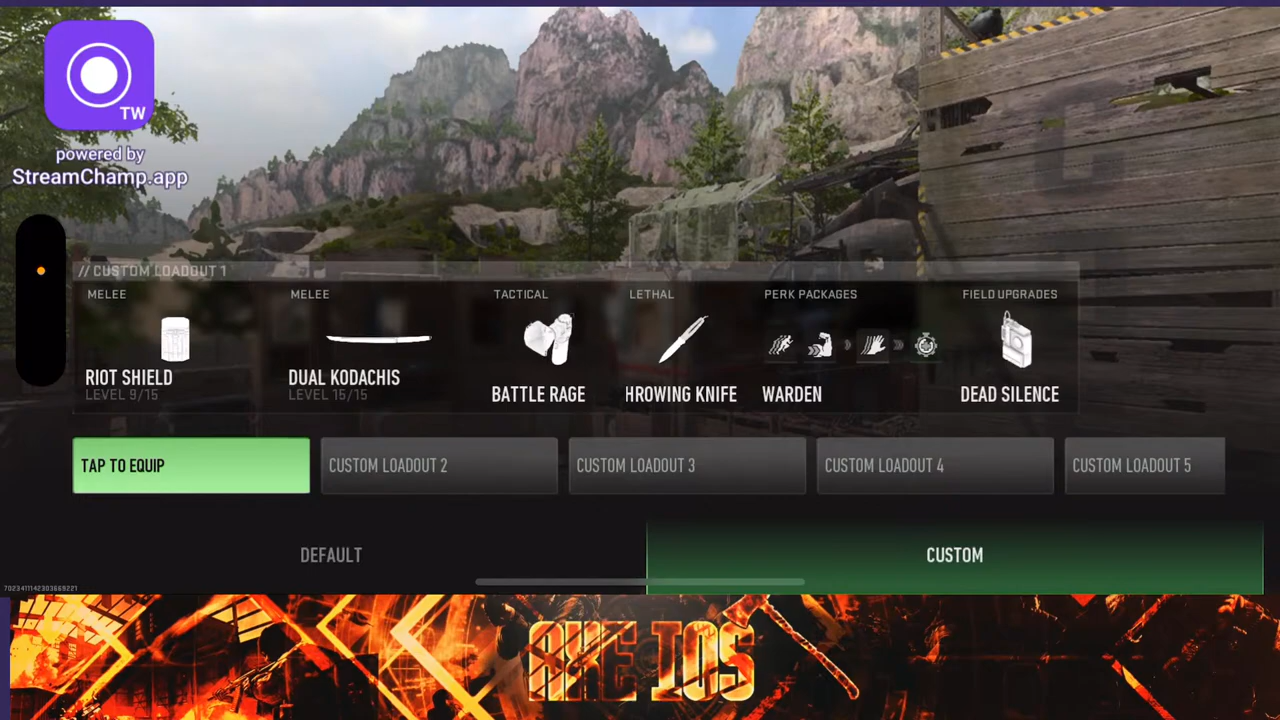 TW
powered by
StreamChamp.app
// CUSTOM LOADOUT 1
MELEE MELEE TACTICAL LETHAL PERK PACKAGES FIELD UPGRADES
RIOT SHIELD DUAL KODACHIS
LEVEL 9/15 LEVEL 15/15
BATTLE RAGE HROWING KNIFE WARDEN DEAD SILENCE
TAP TO EQUIP CUSTOM LOADOUT 2 CUSTOM LOADOUT 3 CUSTOM LOADOUT 4 CUSTOM LOADOUT 5
DEFAULT CUSTOM
AXE IOS